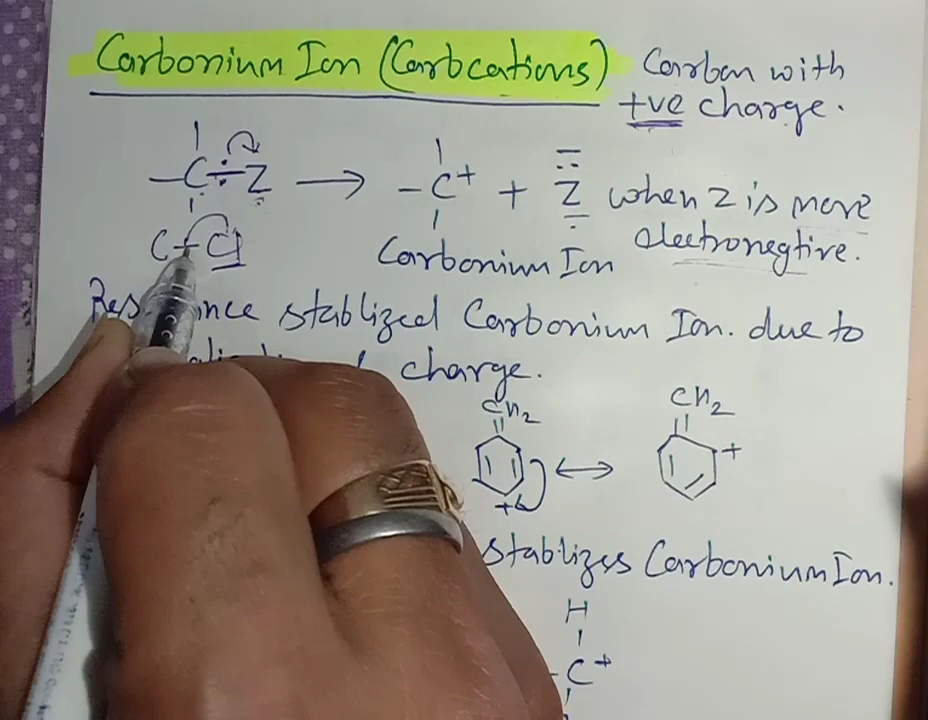 Carbonium Ion (Carbcations) Carbon with
+ve charge.
-C÷Z → -C+ + Z when Z is more
electronegtive.
C-Cl Carbonium Ion
stablized Carbonium Ion. due to
charge.
CH2 CH2
+ ↔ +
stablizes Carbonium Ion.
H
-C+